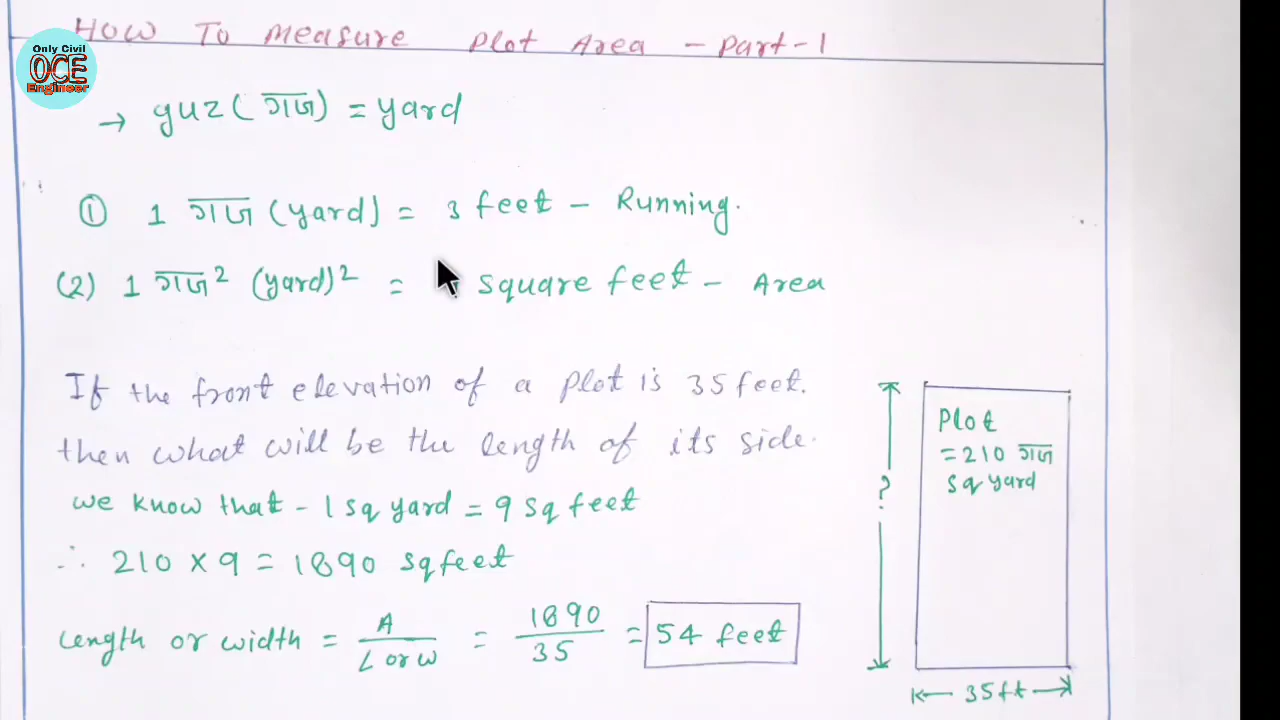 HOW To measure Plot Area - Part-1
Only Civil
OCE
Engineer
→ guz (गज) = yard
① 1 गज (yard) = 3 feet - Running.
(2) 1 गज² (yard)² = square feet - Area
If the front elevation of a plot is 35 feet.
then what will be the length of its side.
we know that - 1 sq yard = 9 sq feet
∴ 210 x 9 = 1890 sqfeet
Length or width = A / L or w = 1890 / 35 = 54 feet
Plot
= 210 गज
sq yard
?
35ft